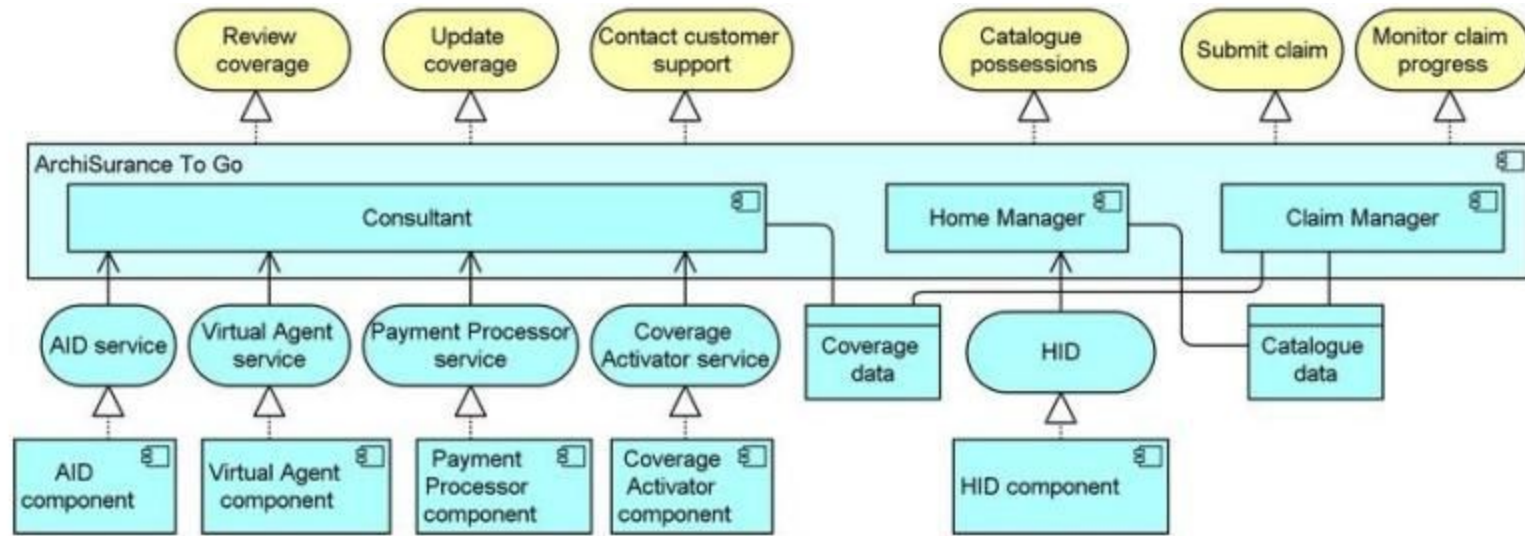 Review
coverage
Update
coverage
Contact customer
support
Catalogue
possessions
Submit claim
Monitor claim
progress
ArchiSurance To Go
Consultant
Home Manager
Claim Manager
AID service
Virtual Agent
service
Payment Processor
service
Coverage
Activator service
Coverage
data
HID
Catalogue
data
AID
component
Virtual Agent
component
Payment
Processor
component
Coverage
Activator
component
HID component